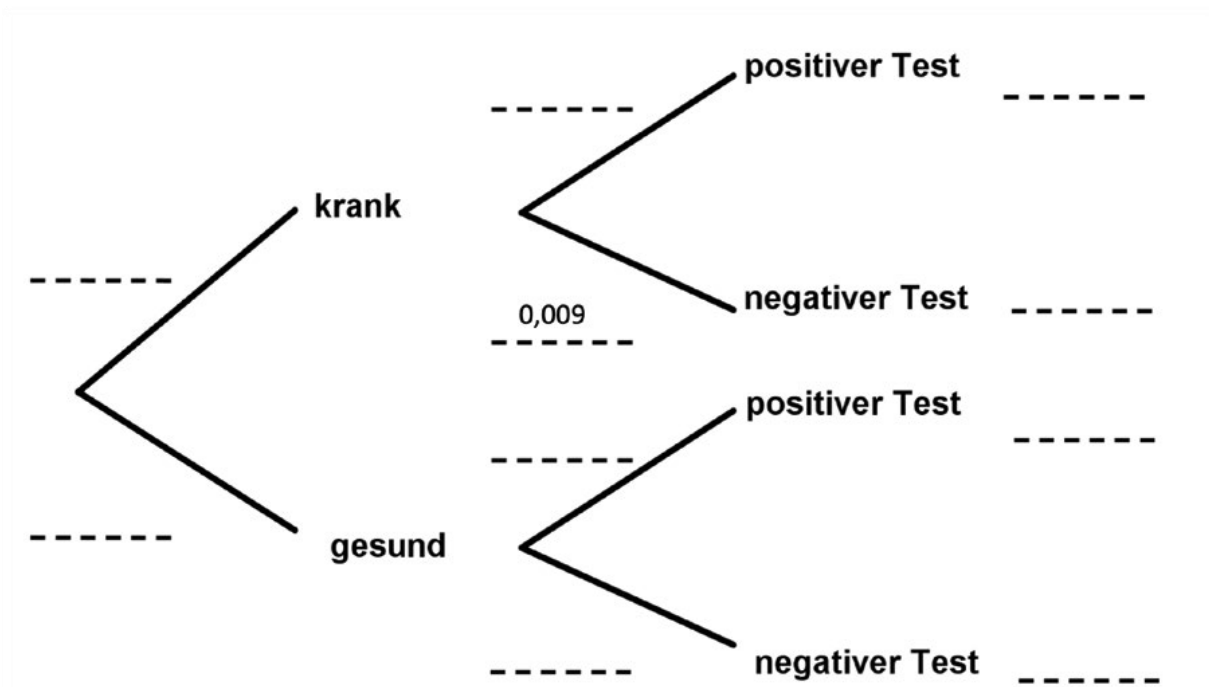 positiver Test
krank
negativer Test
0,009
positiver Test
gesund
negativer Test